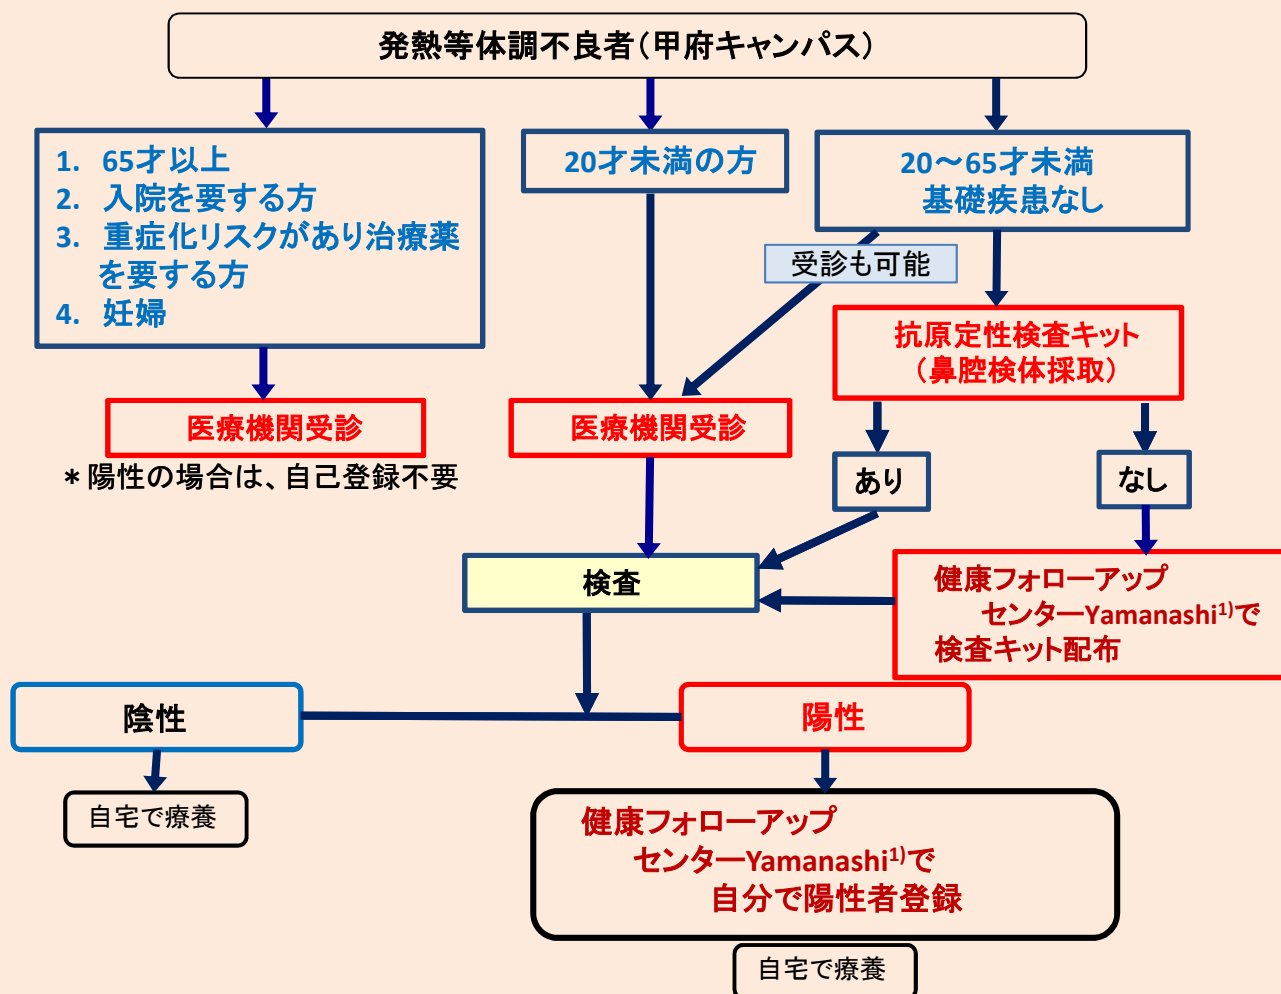 発熱等体調不良者（甲府キャンパス）
1. 65才以上
2. 入院を要する方
3. 重症化リスクがあり治療薬
を要する方
4. 妊婦
20才未満の方
20～65才未満
基礎疾患なし
受診も可能
抗原定性検査キット
（鼻腔検体採取）
医療機関受診
＊陽性の場合は、自己登録不要
医療機関受診
あり
なし
検査
健康フォローアップ
センターYamanashi1)で
検査キット配布
陰性
陽性
自宅で療養
健康フォローアップ
センターYamanashi1)で
自分で陽性者登録
自宅で療養